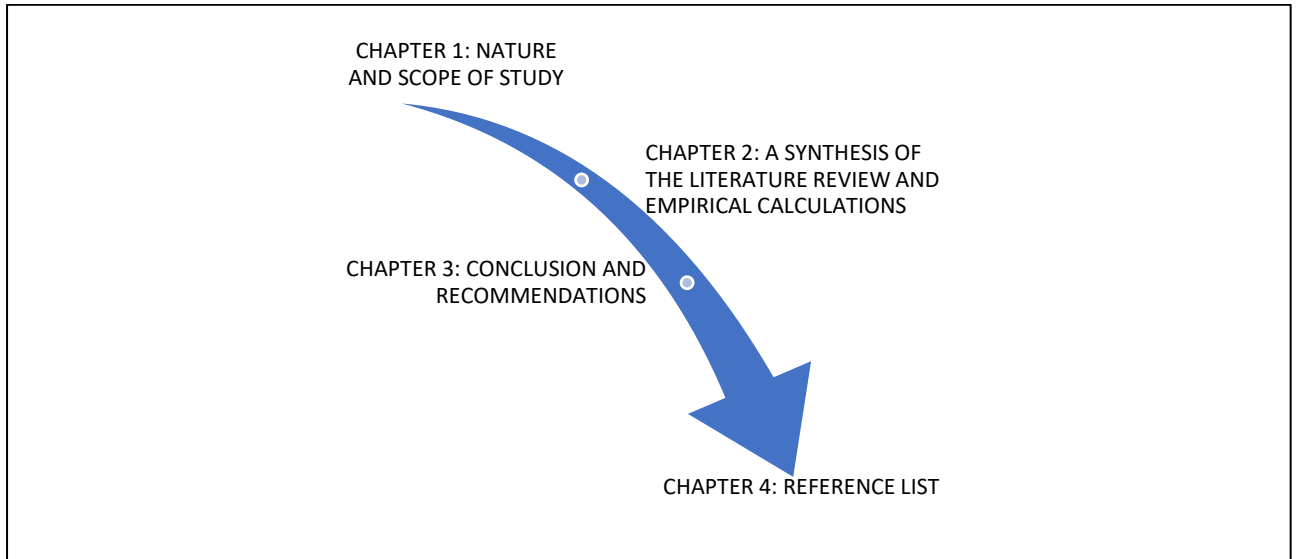 CHAPTER 1: NATURE
AND SCOPE OF STUDY
CHAPTER 2: A SYNTHESIS OF
THE LITERATURE REVIEW AND
EMPIRICAL CALCULATIONS
CHAPTER 3: CONCLUSION AND
RECOMMENDATIONS
CHAPTER 4: REFERENCE LIST